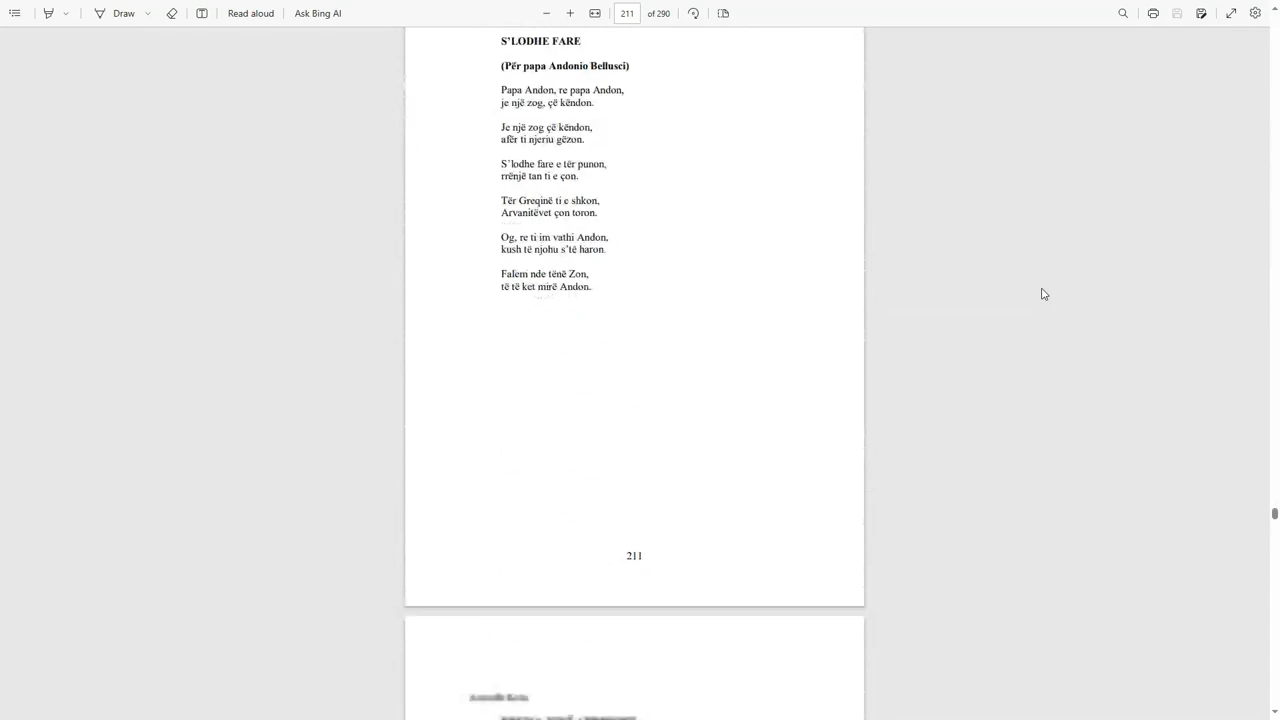 Draw
Read aloud
Ask Bing AI
211
of 290
S’LODHE FARE
(Për papa Andonio Bellusci)
Papa Andon, re papa Andon,
je një zog, çë këndon.
Je një zog çë këndon,
afër ti njeriu gëzon.
S’lodhe fare e tër punon,
rrënjë tan ti e çon.
Tër Greqinë ti e shkon,
Arvanitëvet çon toron.
Og, re ti im vathi Andon,
kush të njohu s’të haron.
Falem nde tënë Zon,
të të ket mirë Andon.
211